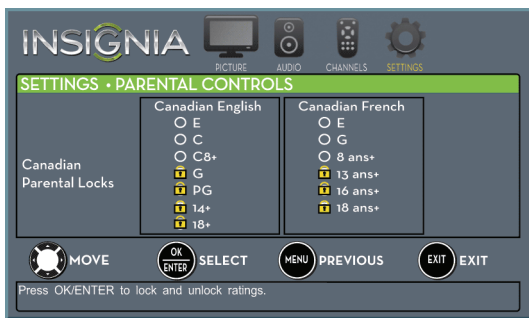 INSIGNIA
PICTURE AUDIO CHANNELS SETTINGS
SETTINGS • PARENTAL CONTROLS
Canadian Parental Locks
Canadian English
E
C
C8+
G
PG
14+
18+
Canadian French
E
G
8 ans+
13 ans+
16 ans+
18 ans+
MOVE
OK
ENTER
SELECT
MENU
PREVIOUS
EXIT
EXIT
Press OK/ENTER to lock and unlock ratings.